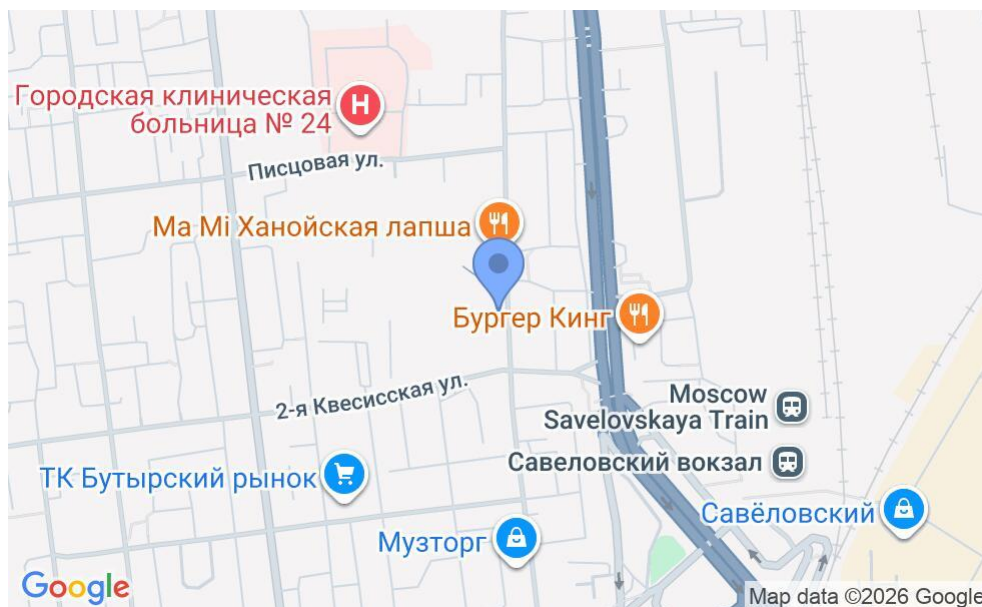 Городская клиническая
больница № 24
Писцовая ул.
Ma Mi Ханойская лапша
Бургер Кинг
2-я Квесисская ул.
Moscow
Savelovskaya Train
Савеловский вокзал
ТК Бутырский рынок
Савёловский
Музторг
Google
Map data ©2026 Google